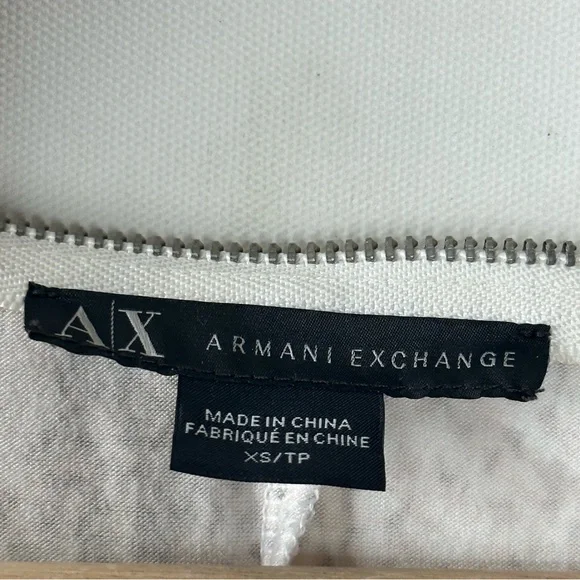 A|X ARMANI EXCHANGE
MADE IN CHINA
FABRIQUÉ EN CHINE
XS/TP